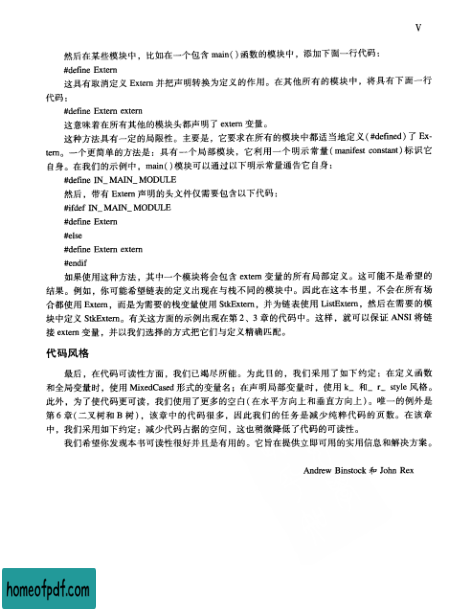 V
然后在某些模块中，比如在一个包含 main( )函数的模块中，添加下面一行代码：
#define Extern
这具有取消定义 Extern 并把声明转换为定义的作用。在其他所有的模块中，将具有下面一行
代码：
#define Extern extern
这意味着在所有其他的模块头都声明了 extern 变量。
这种方法具有一定的局限性。主要是，它要求在所有的模块中都适当地定义(#defined)了 Ex-
tern。一个更简单的方法是：具有一个局部模块，它利用一个明示常量(manifest constant)标识它
自身。在我们的示例中，main( )模块可以通过以下明示常量通告它自身：
#define IN_ MAIN_ MODULE
然后，带有 Extern 声明的头文件仅需要包含以下代码：
#ifdef IN_ MAIN_ MODULE
#define Extern
#else
#define Extern extern
#endif
如果使用这种方法，其中一个模块将会包含 extern 变量的所有局部定义。这可能不是希望的
结果。例如，你可能希望链表的定义出现在与栈不同的模块中。因此在这本书里，不会在所有场
合都使用 Extern，而是为需要的栈变量使用 StkExtern，并为链表使用 ListExtern，然后在需要的模
块中定义 StkExtern。有关这方面的示例出现在第 2、3 章的代码中。这样，就可以保证 ANSI 将链
接 extern 变量，并以我们选择的方式把它们与定义精确匹配。
代码风格
最后，在代码可读性方面，我们已竭尽所能。为此目的，我们采用了如下约定：在定义函数
和全局变量时，使用 MixedCased 形式的变量名；在声明局部变量时，使用 k_ 和_ r_ style 风格。
此外，为了使代码更可读，我们使用了更多的空白(在水平方向上和垂直方向上)。唯一的例外是
第 6 章(二叉树和 B 树)，该章中的代码很多，因此我们的任务是减少纯粹代码的页数。在该章
中，我们采用如下约定：减少代码占据的空间，这也稍微降低了代码的可读性。
我们希望你发现本书可读性很好并且是有用的。它旨在提供立即可用的实用信息和解决方案。
Andrew Binstock 和 John Rex
homeofpdf.com